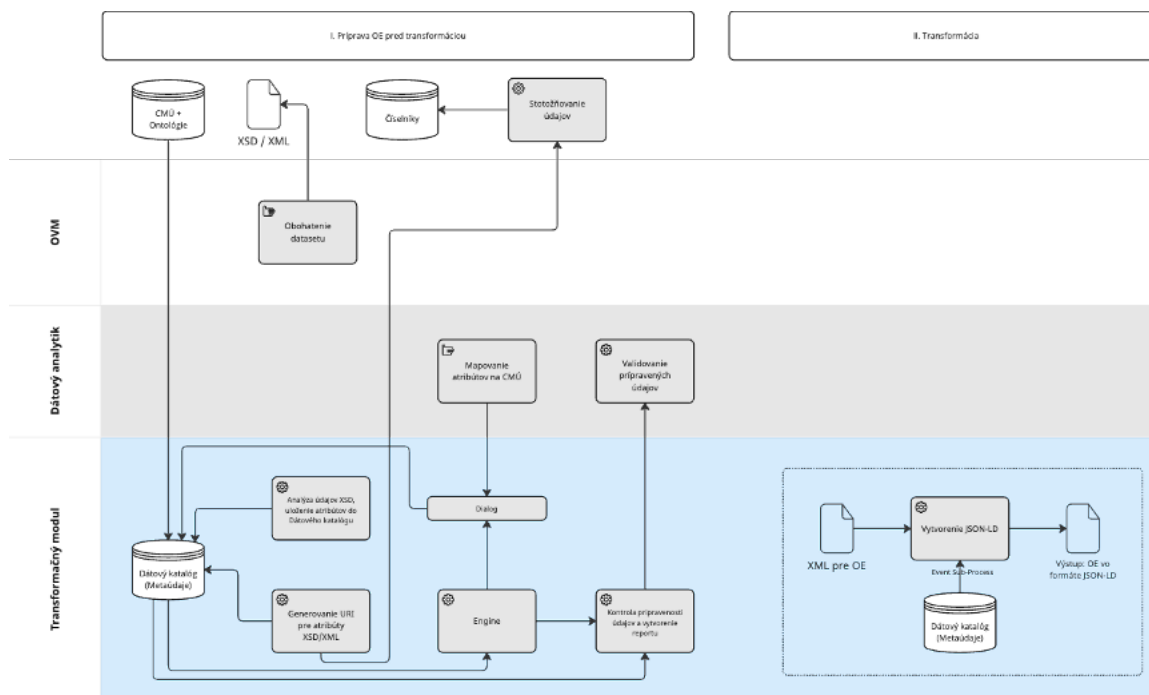 I. Príprava OE pred transformáciou
II. Transformácia
CMÚ +
Ontológie
XSD / XML
Číselníky
Stotožňovanie
údajov
OVM
Obohatenie
datasetu
Dátový analytik
Mapovanie
atribútov na CMÚ
Validovanie
prípravených
údajov
Transformačný modul
Analýza údajov XSD,
uloženie atribútov do
Dátového katalógu
Dialog
Dátový katalóg
(Metaúdaje)
Generovanie URI
pre atribúty
XSD/XML
Engine
Kontrola pripravenosti
údajov a vytvorenie
reportu
XML pre OE
Vytvorenie JSON-LD
Výstup: OE vo
formáte JSON-LD
Event Sub-Process
Dátový katalóg
(Metaúdaje)